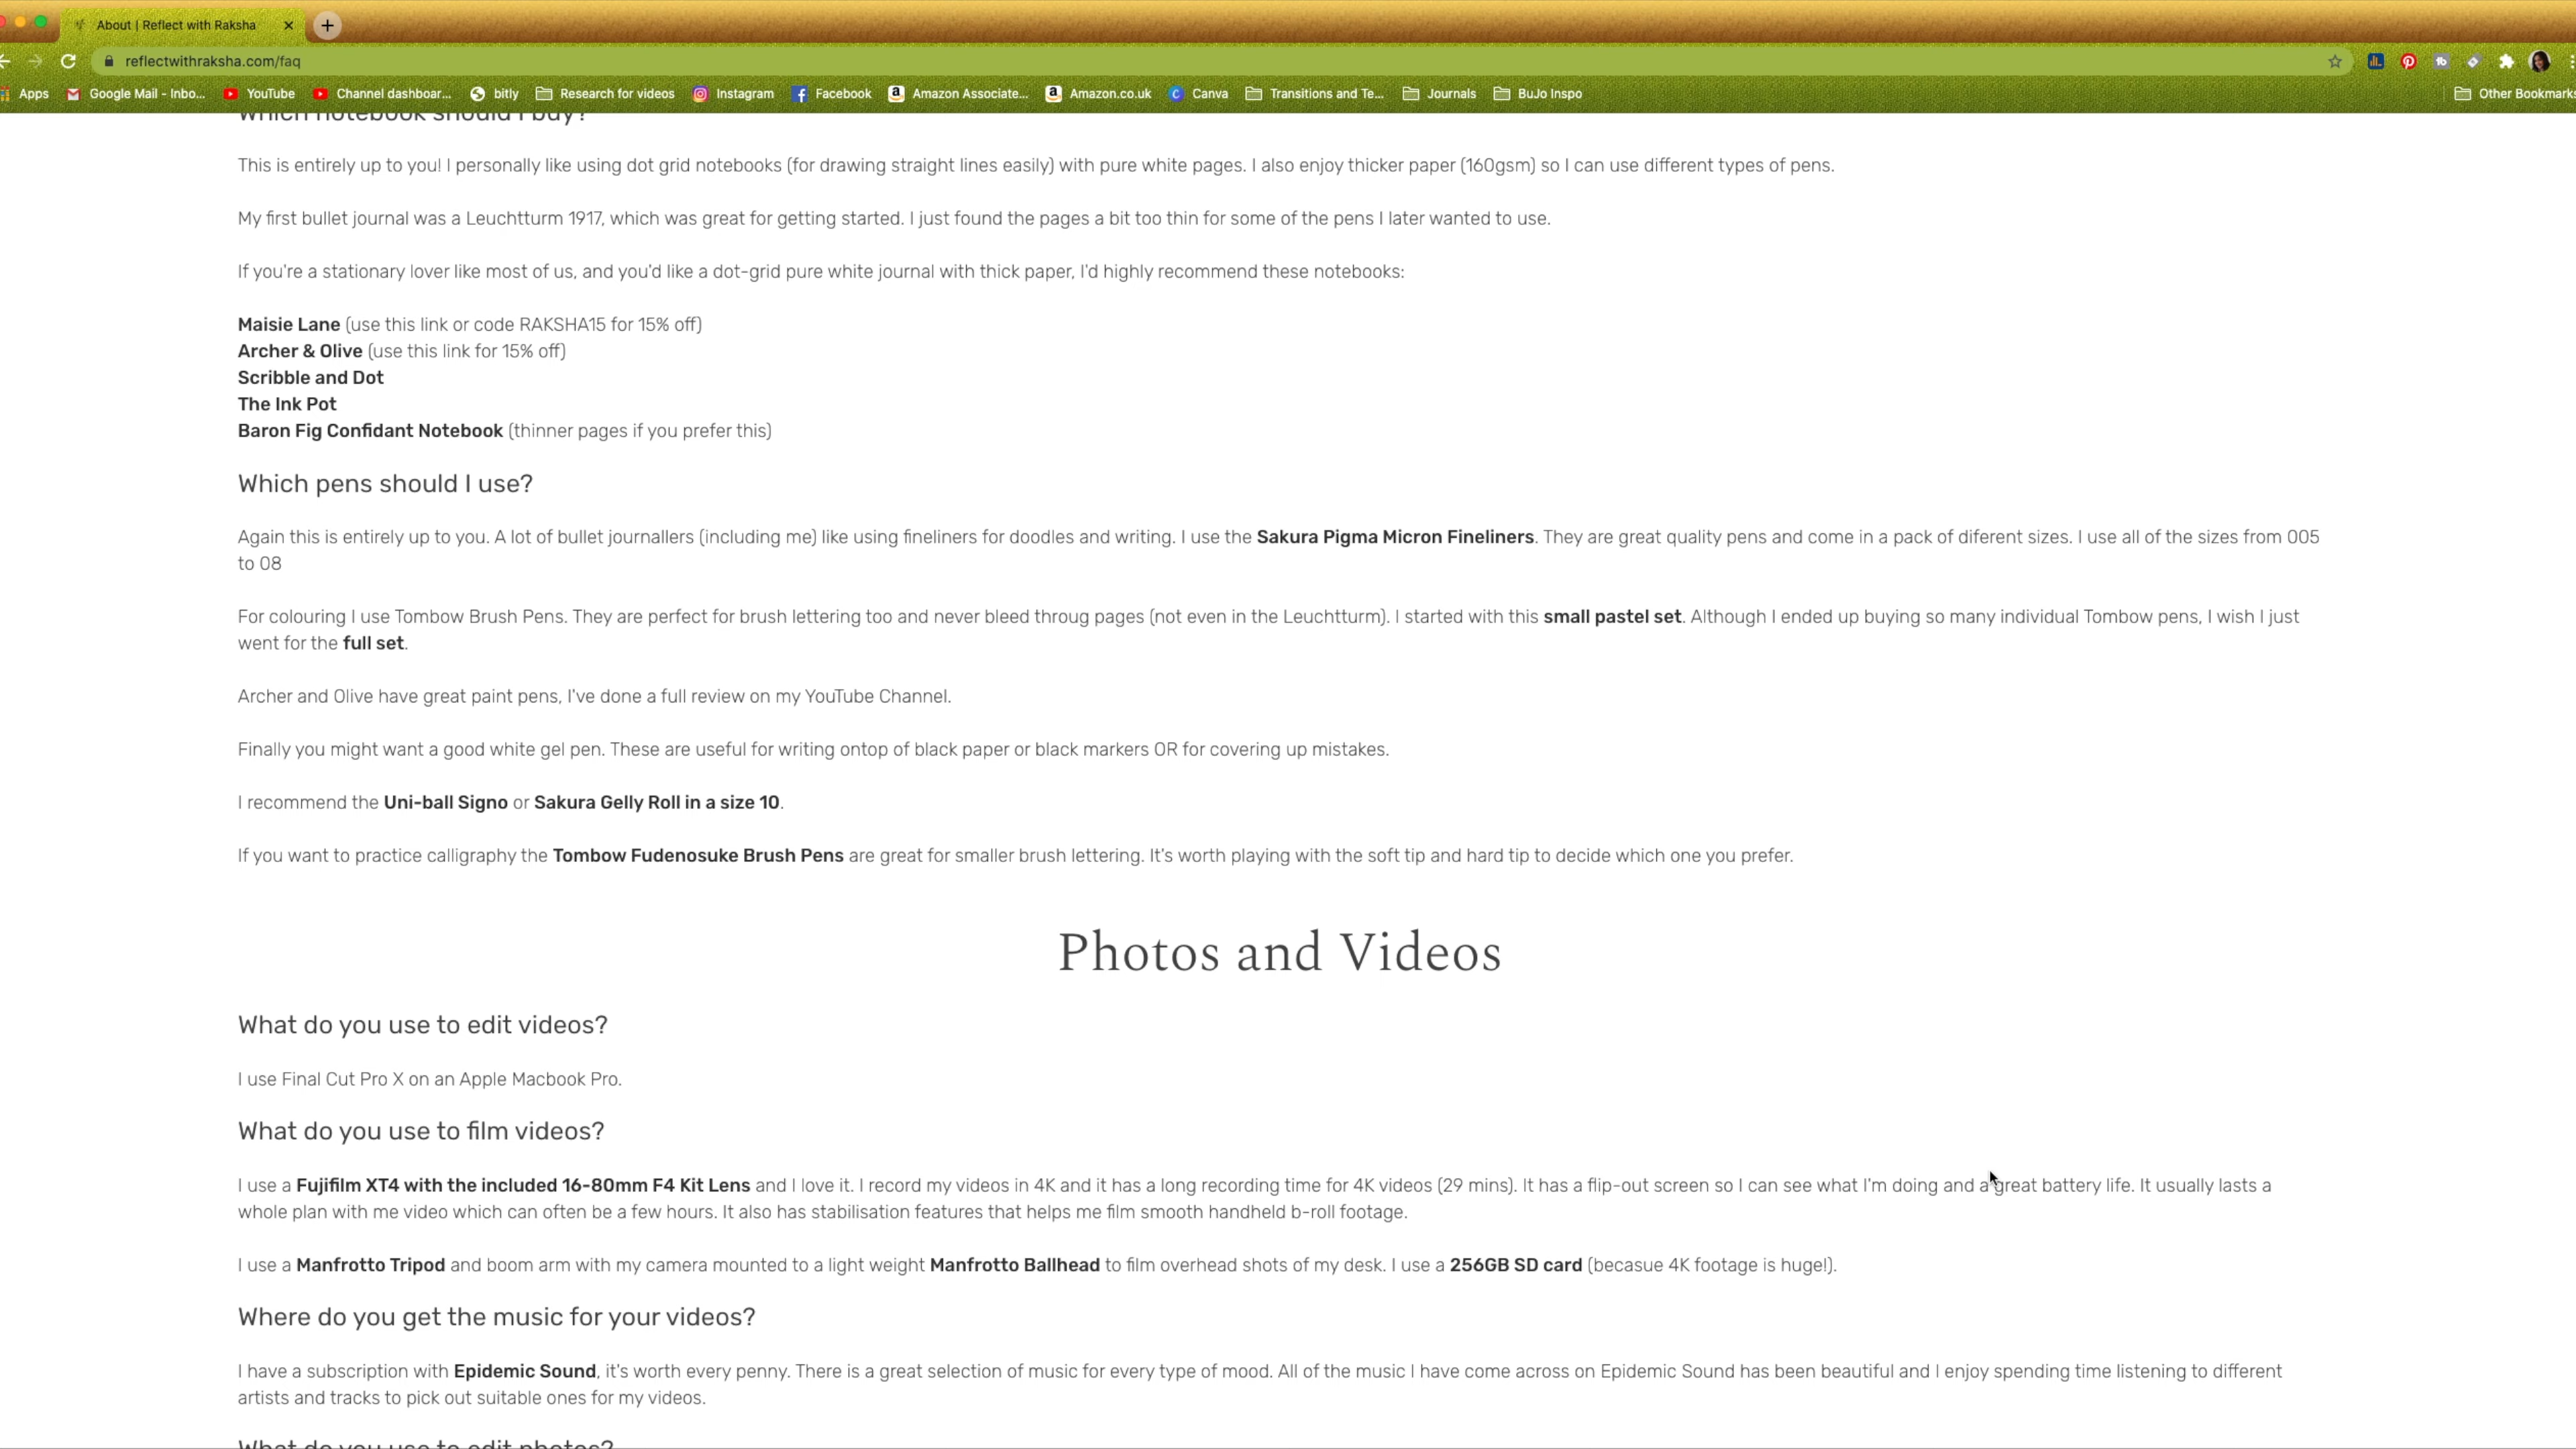 About | Reflect with Raksha
reflectwithraksha.com/faq
Apps Google Mail - Inbo... YouTube Channel dashboar... bitly Research for videos Instagram Facebook Amazon Associate... Amazon.co.uk Canva Transitions and Te... Journals BuJo Inspo Other Bookmarks
Which notebook should I buy?
This is entirely up to you! I personally like using dot grid notebooks (for drawing straight lines easily) with pure white pages. I also enjoy thicker paper (160gsm) so I can use different types of pens.
My first bullet journal was a Leuchtturm 1917, which was great for getting started. I just found the pages a bit too thin for some of the pens I later wanted to use.
If you're a stationary lover like most of us, and you'd like a dot-grid pure white journal with thick paper, I'd highly recommend these notebooks:
Maisie Lane (use this link or code RAKSHA15 for 15% off)
Archer & Olive (use this link for 15% off)
Scribble and Dot
The Ink Pot
Baron Fig Confidant Notebook (thinner pages if you prefer this)
Which pens should I use?
Again this is entirely up to you. A lot of bullet journallers (including me) like using fineliners for doodles and writing. I use the Sakura Pigma Micron Fineliners. They are great quality pens and come in a pack of diferent sizes. I use all of the sizes from 005
to 08
For colouring I use Tombow Brush Pens. They are perfect for brush lettering too and never bleed throug pages (not even in the Leuchtturm). I started with this small pastel set. Although I ended up buying so many individual Tombow pens, I wish I just
went for the full set.
Archer and Olive have great paint pens, I've done a full review on my YouTube Channel.
Finally you might want a good white gel pen. These are useful for writing ontop of black paper or black markers OR for covering up mistakes.
I recommend the Uni-ball Signo or Sakura Gelly Roll in a size 10.
If you want to practice calligraphy the Tombow Fudenosuke Brush Pens are great for smaller brush lettering. It's worth playing with the soft tip and hard tip to decide which one you prefer.
Photos and Videos
What do you use to edit videos?
I use Final Cut Pro X on an Apple Macbook Pro.
What do you use to film videos?
I use a Fujifilm XT4 with the included 16-80mm F4 Kit Lens and I love it. I record my videos in 4K and it has a long recording time for 4K videos (29 mins). It has a flip-out screen so I can see what I'm doing and a great battery life. It usually lasts a
whole plan with me video which can often be a few hours. It also has stabilisation features that helps me film smooth handheld b-roll footage.
I use a Manfrotto Tripod and boom arm with my camera mounted to a light weight Manfrotto Ballhead to film overhead shots of my desk. I use a 256GB SD card (becasue 4K footage is huge!).
Where do you get the music for your videos?
I have a subscription with Epidemic Sound, it's worth every penny. There is a great selection of music for every type of mood. All of the music I have come across on Epidemic Sound has been beautiful and I enjoy spending time listening to different
artists and tracks to pick out suitable ones for my videos.
What do you use to edit photos?